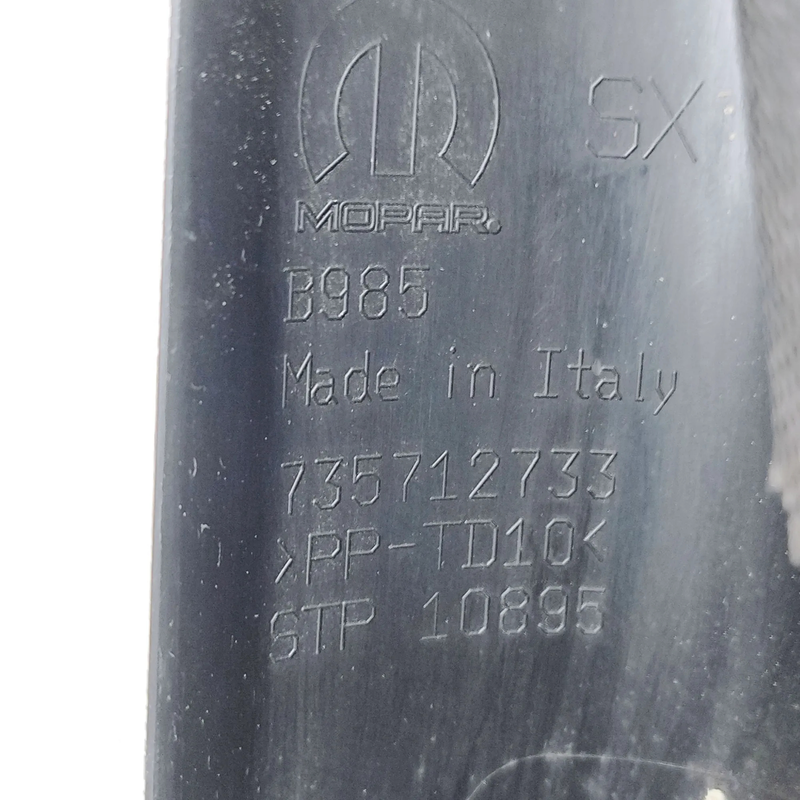 SX
MOPAR.
B985
Made in Italy
735712733
>PP-TD10<
STP 10895